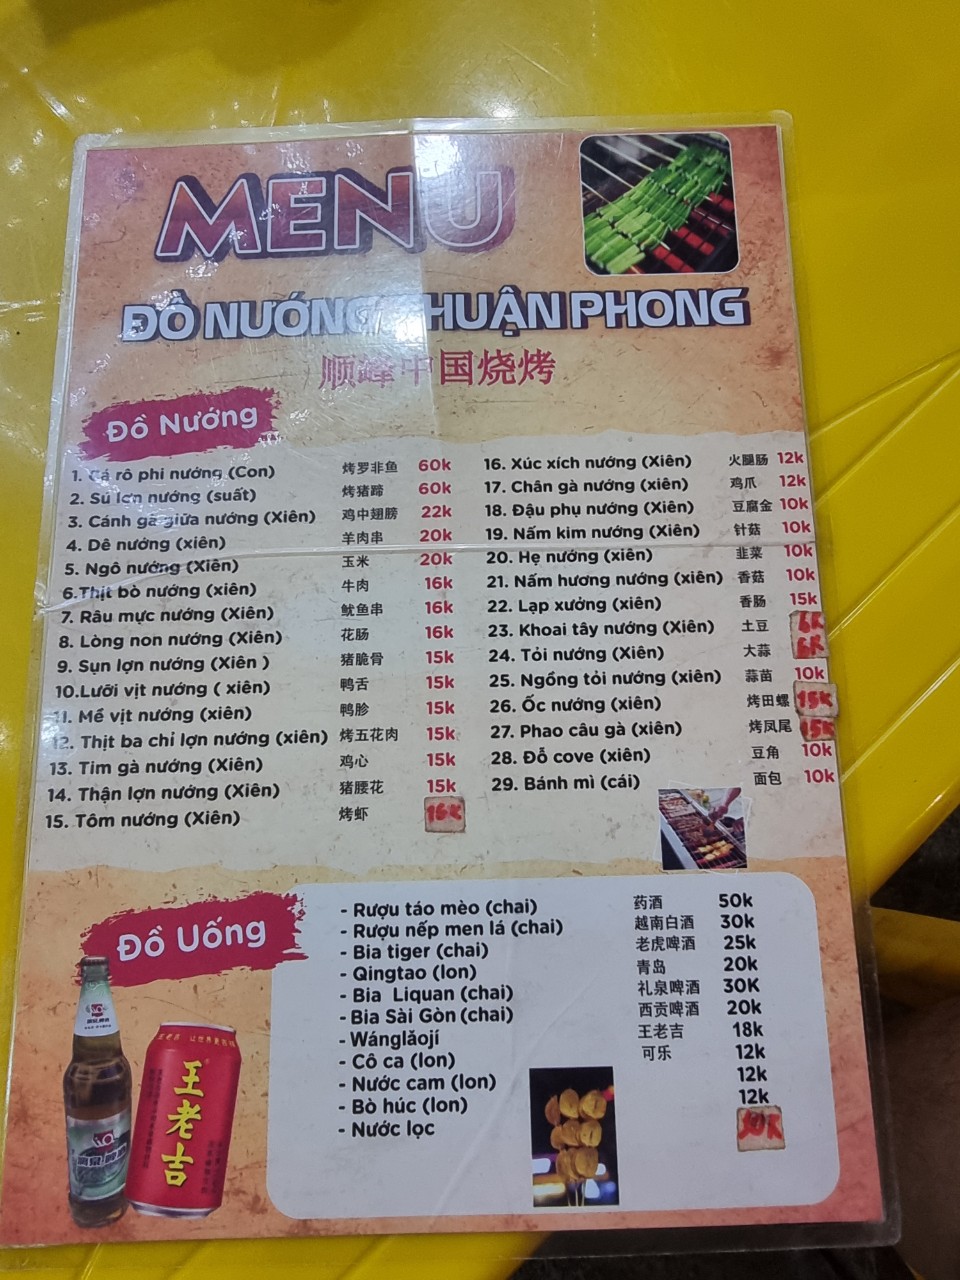 MENU
ĐỒ NƯỚNG THUẬN PHONG
顺峰中国烧烤
Đồ Nướng
1. Cá rô phi nướng (Con) 烤罗非鱼 60k
2. Sú lợn nướng (suất) 烤猪蹄 60k
3. Cánh gà giữa nướng (Xiên) 鸡中翅膀 22k
4. Dê nướng (xiên) 羊肉串 20k
5. Ngô nướng (Xiên) 玉米 20k
6.Thịt bò nướng (xiên) 牛肉 16k
7. Râu mực nướng (Xiên) 鱿鱼串 16k
8. Lòng non nướng (Xiên) 花肠 16k
9. Sụn lợn nướng (Xiên ) 猪脆骨 15k
10.Lưỡi vịt nướng ( xiên) 鸭舌 15k
11. Mề vịt nướng (xiên) 鸭胗 15k
12. Thịt ba chỉ lợn nướng (xiên) 烤五花肉 15k
13. Tim gà nướng (Xiên) 鸡心 15k
14. Thận lợn nướng (Xiên) 猪腰花 15k
15. Tôm nướng (Xiên) 烤虾 16k
16. Xúc xích nướng (Xiên) 火腿肠 12k
17. Chân gà nướng (xiên) 鸡爪 12k
18. Đậu phụ nướng (Xiên) 豆腐金 10k
19. Nấm kim nướng (Xiên) 针菇 10k
20. Hẹ nướng (xiên) 韭菜 10k
21. Nấm hương nướng (xiên) 香菇 10k
22. Lạp xưởng (xiên) 香肠 15k
23. Khoai tây nướng (Xiên) 土豆 6k
24. Tỏi nướng (Xiên) 大蒜 6k
25. Ngồng tỏi nướng (xiên) 蒜苗 10k
26. Ốc nướng (xiên) 烤田螺 15k
27. Phao câu gà (xiên) 烤凤尾 15k
28. Đỗ cove (xiên) 豆角 10k
29. Bánh mì (cái) 面包 10k
Đồ Uống
- Rượu táo mèo (chai) 药酒 50k
- Rượu nếp men lá (chai) 越南白酒 30k
- Bia tiger (chai) 老虎啤酒 25k
- Qingtao (lon) 青岛 20k
- Bia Liquan (chai) 礼泉啤酒 30K
- Bia Sài Gòn (chai) 西贡啤酒 20k
- Wánglǎojí 王老吉 18k
- Cô ca (lon) 可乐 12k
- Nước cam (lon) 12k
- Bò húc (lon) 12k
- Nước lọc
王老吉